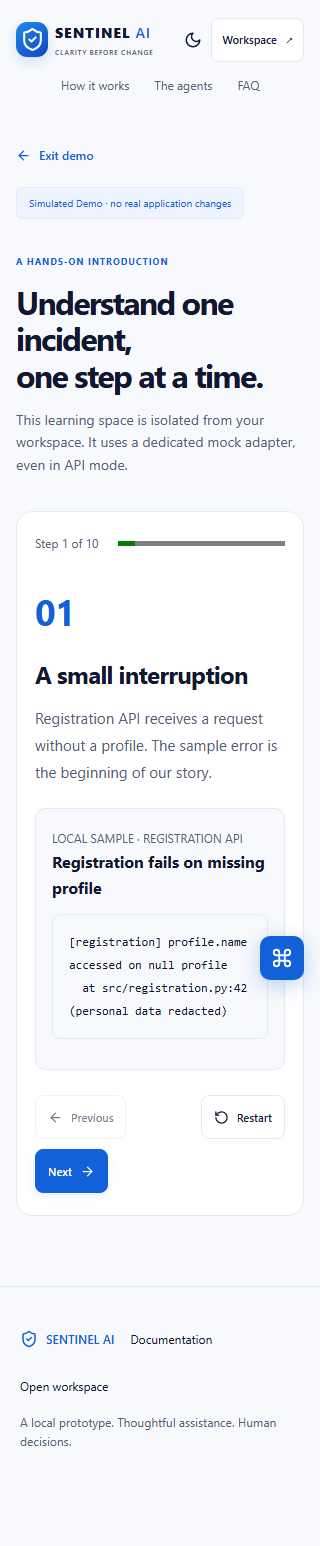 SENTINEL AI
CLARITY BEFORE CHANGE
Workspace ↗
How it works
The agents
FAQ
← Exit demo
Simulated Demo · no real application changes
A HANDS-ON INTRODUCTION
Understand one
incident,
one step at a time.
This learning space is isolated from your
workspace. It uses a dedicated mock adapter,
even in API mode.
Step 1 of 10
01
A small interruption
Registration API receives a request
without a profile. The sample error is
the beginning of our story.
LOCAL SAMPLE · REGISTRATION API
Registration fails on missing
profile
[registration] profile.name
accessed on null profile
at src/registration.py:42
(personal data redacted)
← Previous
Restart
Next →
SENTINEL AI
Documentation
Open workspace
A local prototype. Thoughtful assistance. Human
decisions.